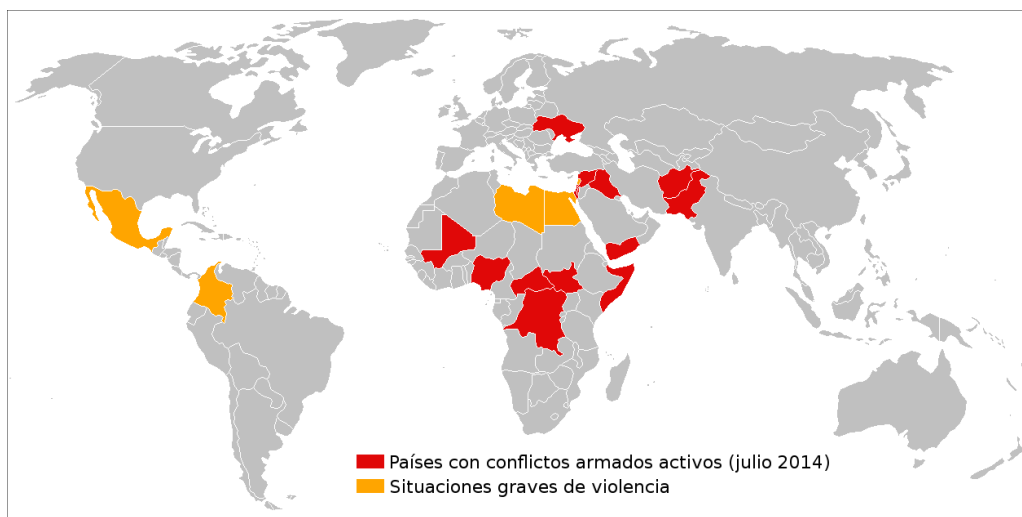 Países con conflictos armados activos (julio 2014)
Situaciones graves de violencia